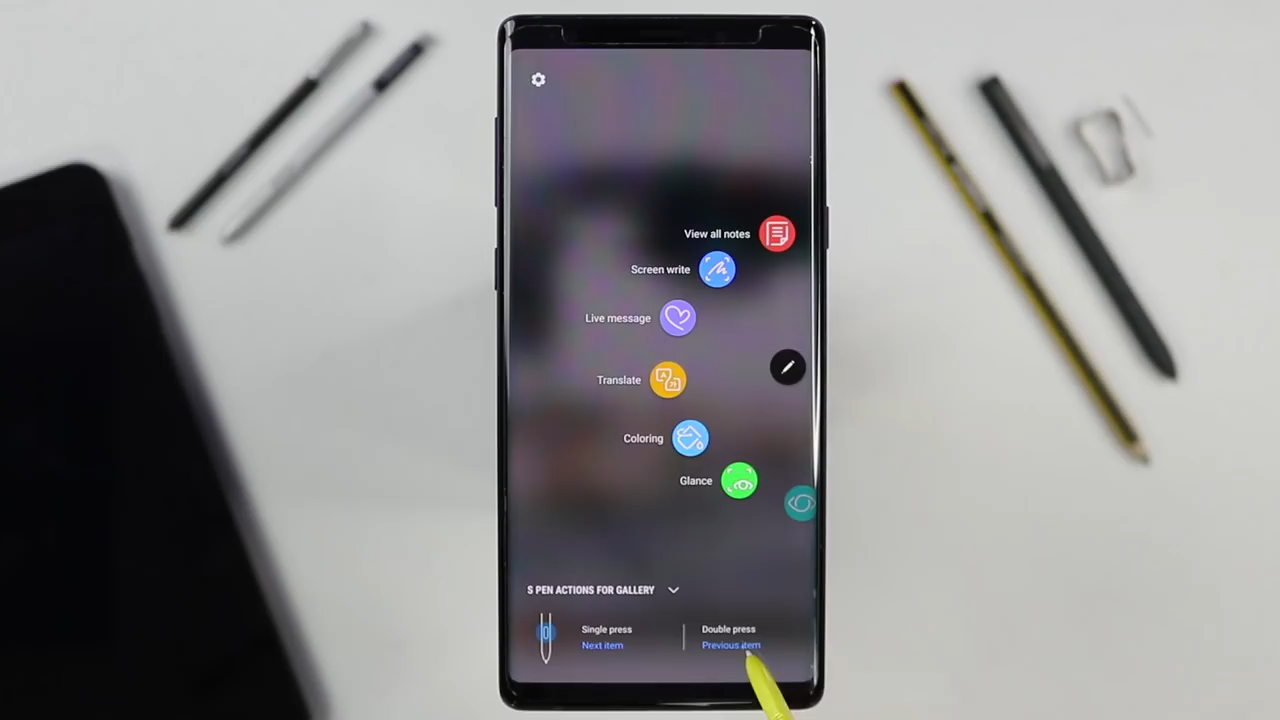 View all notes
Screen write
Live message
Translate
Coloring
Glance
S PEN ACTIONS FOR GALLERY
Single press
Next item
Double press
Previous item